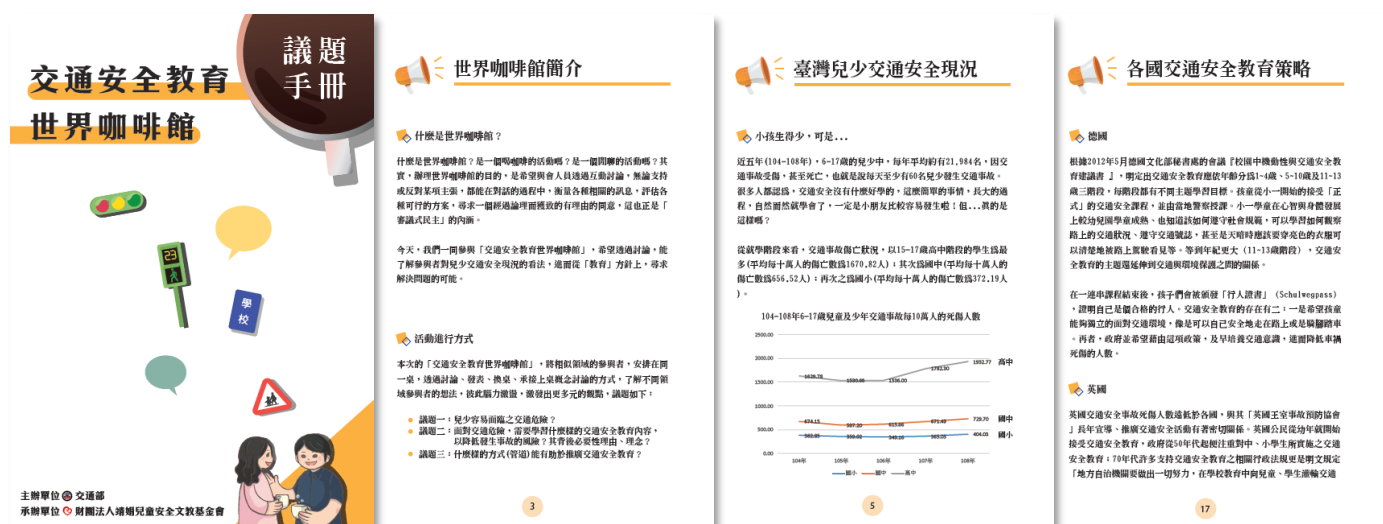 議題
手冊
交通安全教育
世界咖啡館
23
學
校
主辦單位 交通部
承辦單位 財團法人靖娟兒童安全文教基金會
世界咖啡館簡介
什麼是世界咖啡館？
什麼是世界咖啡館？是一個喝咖啡的活動嗎？是一個閒聊的活動嗎？其
實，辦理世界咖啡館的目的，是希望與會人員透過互動討論，無論支持
或反對某項主張，都能在對話的過程中，衡量各種相關的訊息，評估各
種可行的方案，尋求一個經過論理而獲致的有理由的同意，這也正是「
審議式民主」的內涵。
今天，我們一同參與「交通安全教育世界咖啡館」，希望透過討論，能
了解參與者對兒少交通安全現況的看法，進而從「教育」方針上，尋求
解決問題的可能。
活動進行方式
本次的「交通安全教育世界咖啡館」，將相似領域的參與者，安排在同
一桌，透過討論、發表、換桌、承接上桌概念討論的方式，了解不同領
域參與者的想法，彼此腦力激盪，激發出更多元的觀點，議題如下：
議題一：兒少容易面臨之交通危險？
議題二：面對交通危險，需要學習什麼樣的交通安全教育內容，
以降低發生事故的風險？其背後必要性理由、理念？
議題三：什麼樣的方式(管道)能有助於推廣交通安全教育？
3
臺灣兒少交通安全現況
小孩生得少，可是...
近五年(104-108年)，6-17歲的兒少中，每年平均約有21,984名，因交
通事故受傷，甚至死亡，也就是說每天至少有60名兒少發生交通事故。
很多人都認為，交通安全沒有什麼好學的，這麼簡單的事情，長大的過
程，自然而然就學會了，一定是小朋友比較容易發生啦！但...真的是
這樣嗎？
從就學階段來看，交通事故傷亡狀況，以15-17歲高中階段的學生為最
多(平均每十萬人的傷亡數為1670.82人)；其次為國中(平均每十萬人的
傷亡數為656.52人)；再次之為國小(平均每十萬人的傷亡數為372.19人
)。
104-108年6-17歲兒童及少年交通事故每10萬人的死傷人數
2500.00
2000.00
1500.00
1000.00
500.00
0.00
1952.77 高中
729.70 國中
404.03 國小
104年 105年 106年 107年 108年
國小 國中 高中
5
各國交通安全教育策略
德國
根據2012年5月德國文化部秘書處的會議『校園中機動性與交通安全教
育建議書 』，明定出交通安全教育應依年齡分為1-4歲、5-10歲及11-13
歲三階段，每階段都有不同主題學習目標。孩童從小一開始的接受「正
式」的交通安全課程，並由當地警察授課。小一學童在心智與身體發展
上較幼兒園學童成熟、也知道該如何遵守社會規範，可以學習如何觀察
路上的交通狀況、遵守交通號誌，甚至是天暗時應該要穿亮色的衣服可
以清楚地被路上駕駛看見等。等到年紀更大（11-13歲階段），交通安
全教育的主題還延伸到交通與環境保護之間的關係。
在一連串課程結束後，孩子們會被頒發「行人證書」（Schulwegpass）
，證明自己是個合格的行人。交通安全教育的存在有二：一是希望孩童
能夠獨立的面對交通環境，像是可以自己安全地走在路上或是騎腳踏車
。再者，政府並希望藉由這項政策，及早培養交通意識，進而降低車禍
死傷的人數。
英國
英國交通安全事故死傷人數遠低於各國，與其「英國王室事故預防協會
」長年宣導、推廣交通安全活動有著密切關係。英國公民從幼年就開始
接受交通安全教育，政府從50年代起便注重對中、小學生所實施之交通
安全教育；70年代許多支持交通安全教育之相關行政法規更是明文規定
「地方自治機關要做出一切努力，在學校教育中向兒童、學生灌輸交通
17